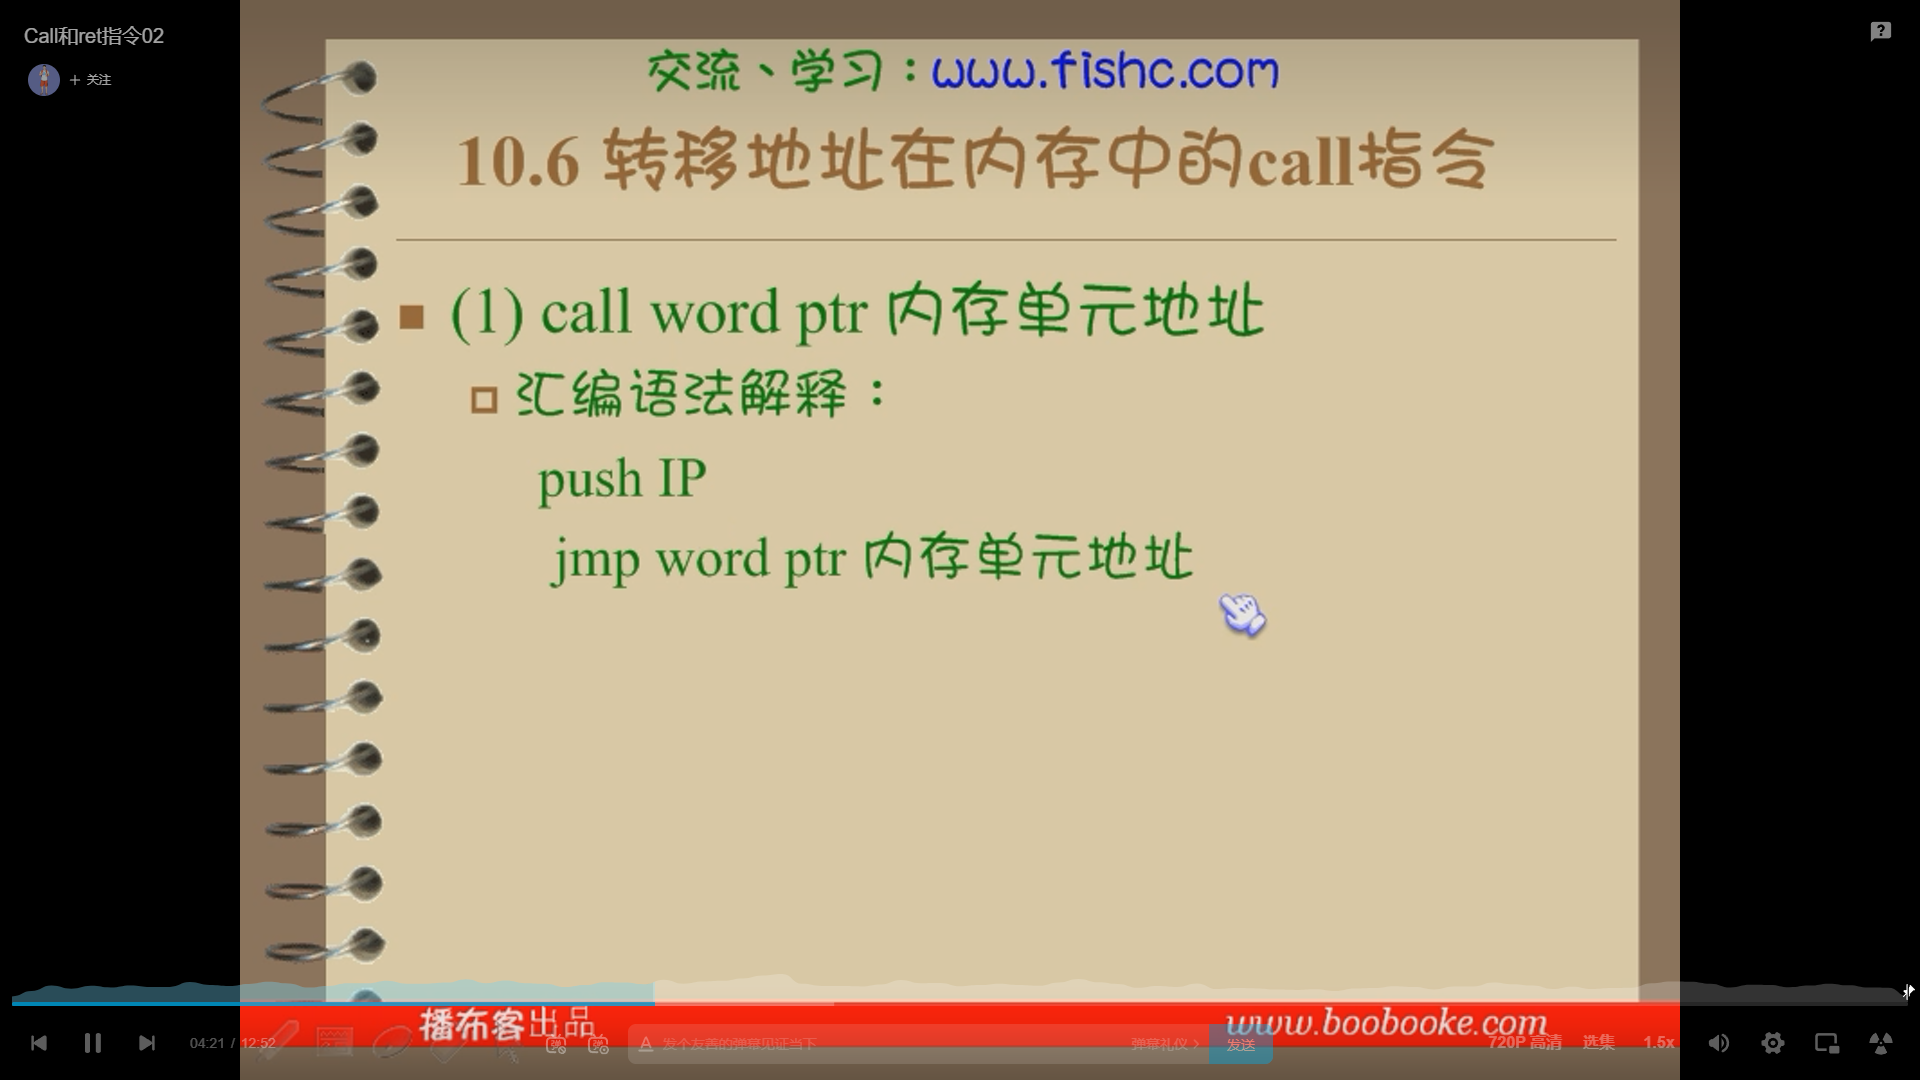 Call和ret指令02
+ 关注
交流、学习：www.fishc.com
10.6 转移地址在内存中的call指令
(1) call word ptr 内存单元地址
汇编语法解释：
push IP
jmp word ptr 内存单元地址
播布客出品
www.boobooke.com
04:21 / 12:52
发个友善的弹幕见证当下
弹幕礼仪 >
发送
720P 高清
选集
1.5x